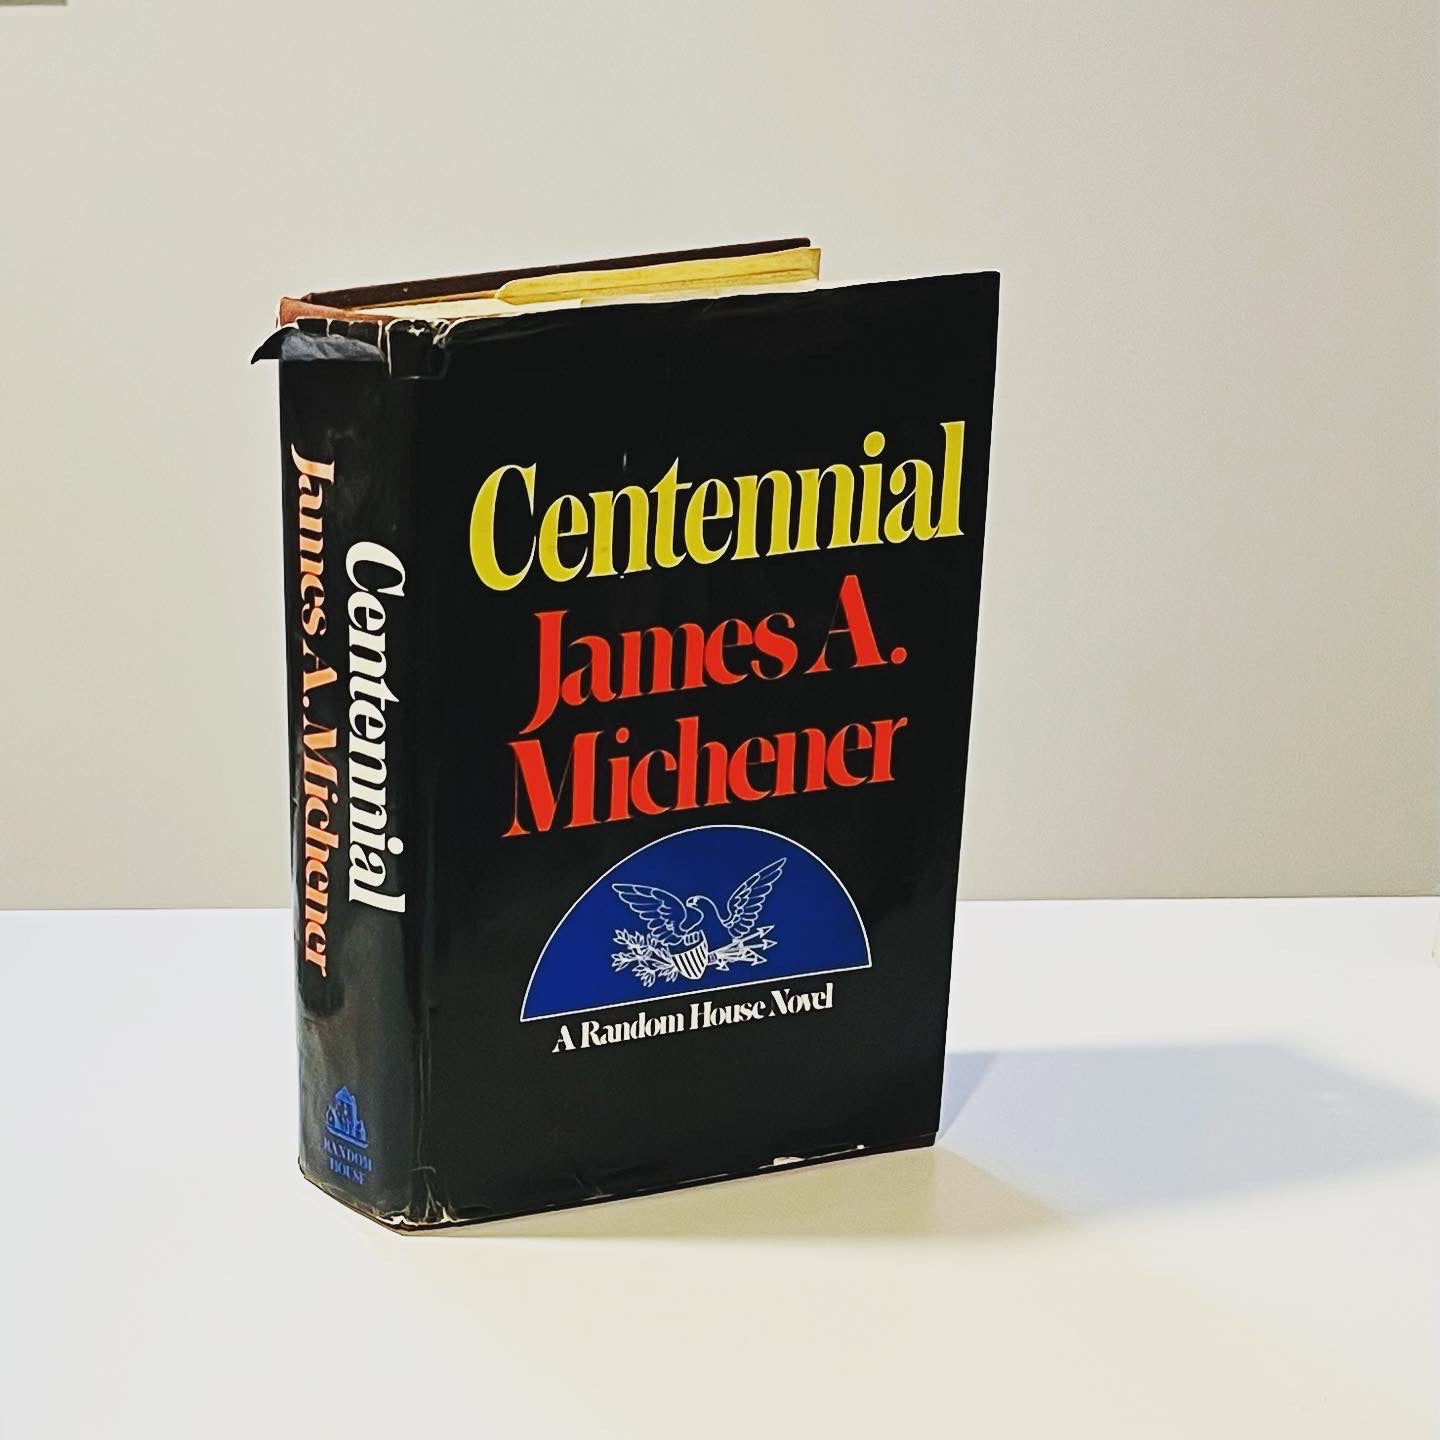 Centennial
James A.
Michener
A Random House Novel
Centennial
James A. Michener
RANDOM
HOUSE